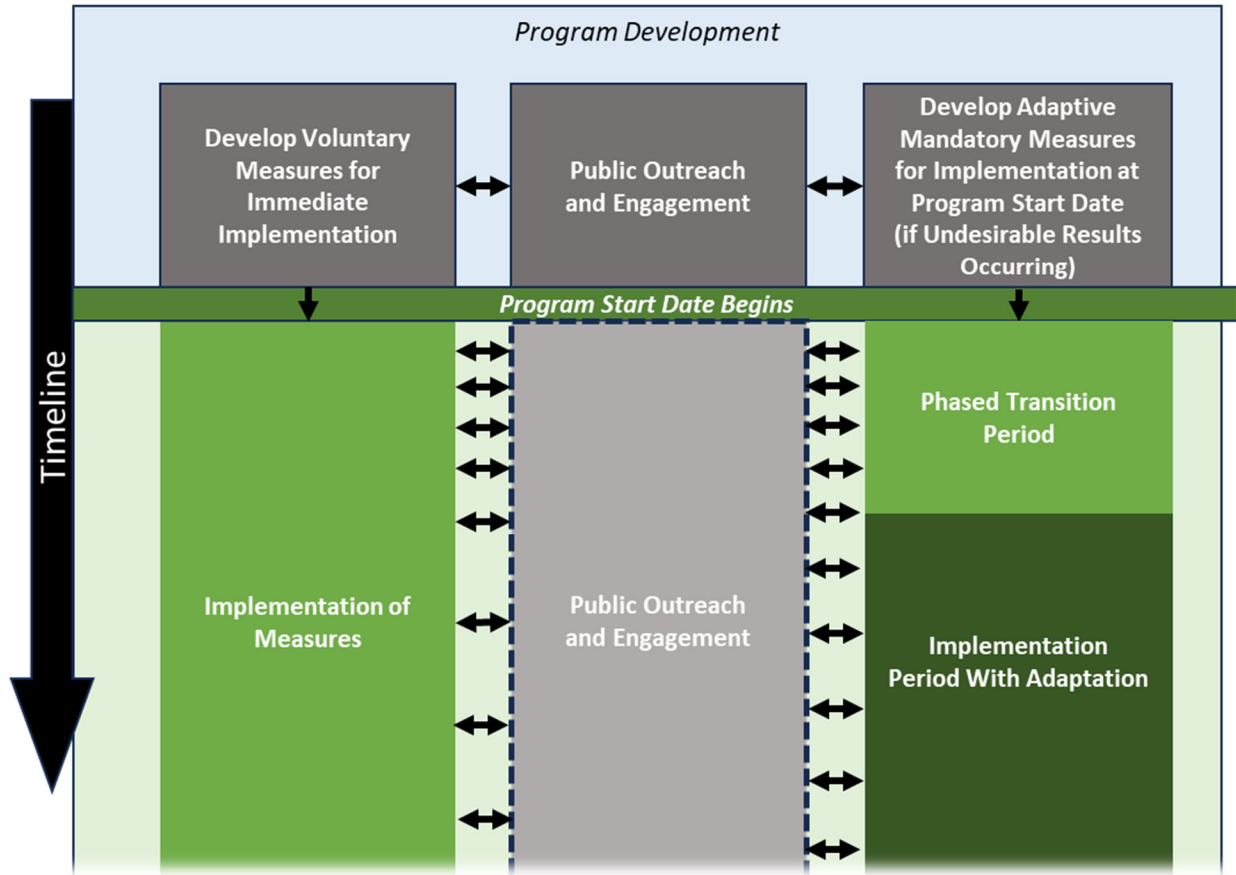 Program Development
Develop Voluntary
Measures for
Immediate
Implementation
Public Outreach
and Engagement
Develop Adaptive
Mandatory Measures
for Implementation at
Program Start Date
(if Undesirable Results
Occurring)
Program Start Date Begins
Timeline
Implementation of
Measures
Public Outreach
and Engagement
Phased Transition
Period
Implementation
Period With Adaptation